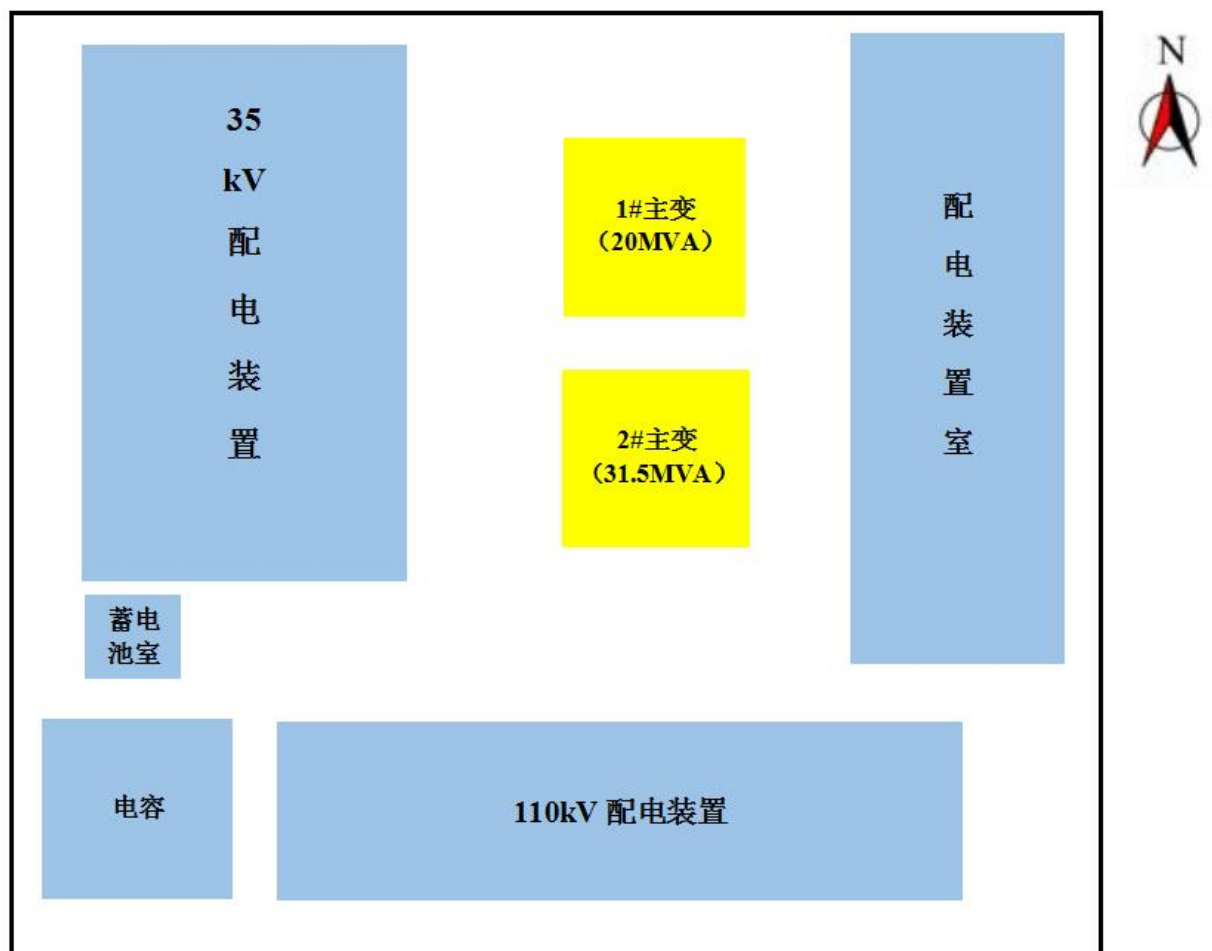 35
kV
配
电
装
置
1#主变
（20MVA）
2#主变
（31.5MVA）
配
电
装
置
室
N
蓄电
池室
电容
110kV 配电装置